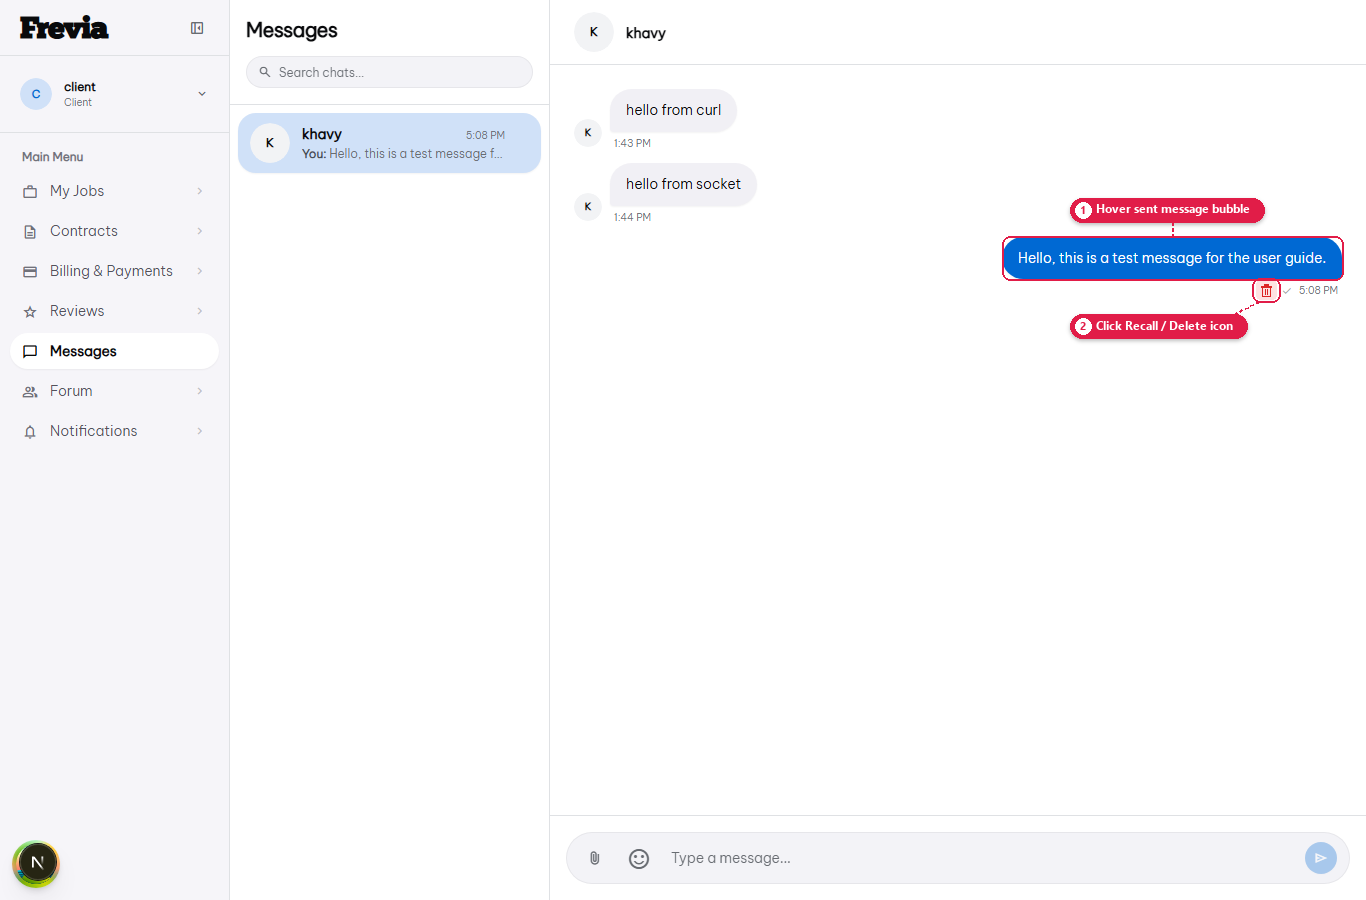 Frevia
C
client
Client
Main Menu
My Jobs
Contracts
Billing & Payments
Reviews
Messages
Forum
Notifications
N
Messages
Search chats...
K
khavy
5:08 PM
You: Hello, this is a test message f...
K
khavy
hello from curl
K
1:43 PM
hello from socket
K
1:44 PM
1 Hover sent message bubble
Hello, this is a test message for the user guide.
5:08 PM
2 Click Recall / Delete icon
Type a message...